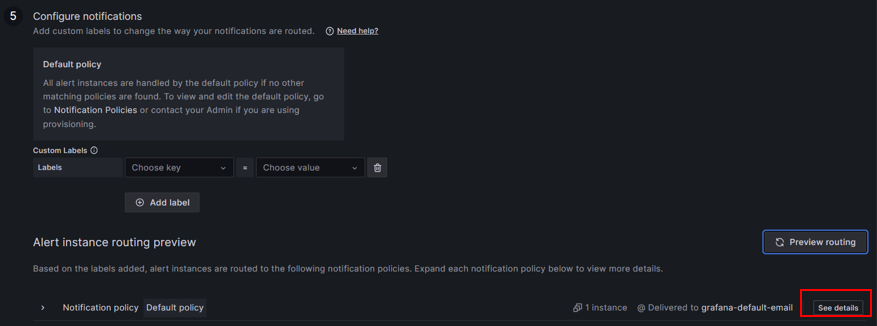 5
Configure notifications
Add custom labels to change the way your notifications are routed. Need help?
Default policy
All alert instances are handled by the default policy if no other
matching policies are found. To view and edit the default policy, go
to Notification Policies or contact your Admin if you are using
provisioning.
Custom Labels
Labels Choose key = Choose value
Add label
Alert instance routing preview
Preview routing
Based on the labels added, alert instances are routed to the following notification policies. Expand each notification policy below to view more details.
Notification policy Default policy 1 instance @ Delivered to grafana-default-email See details